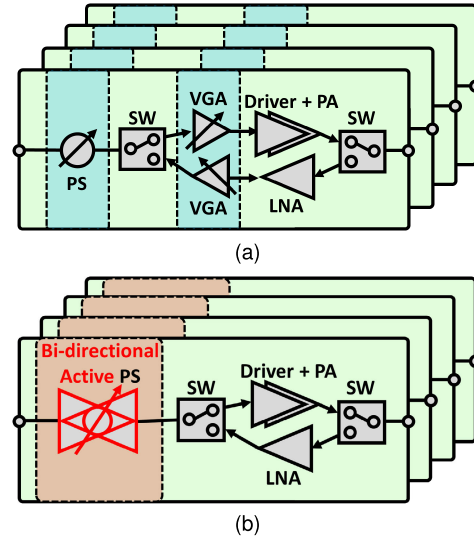 VGA
Driver + PA
SW
SW
PS
VGA
LNA
(a)
Bi-directional
Active PS
Driver + PA
SW
SW
LNA
(b)